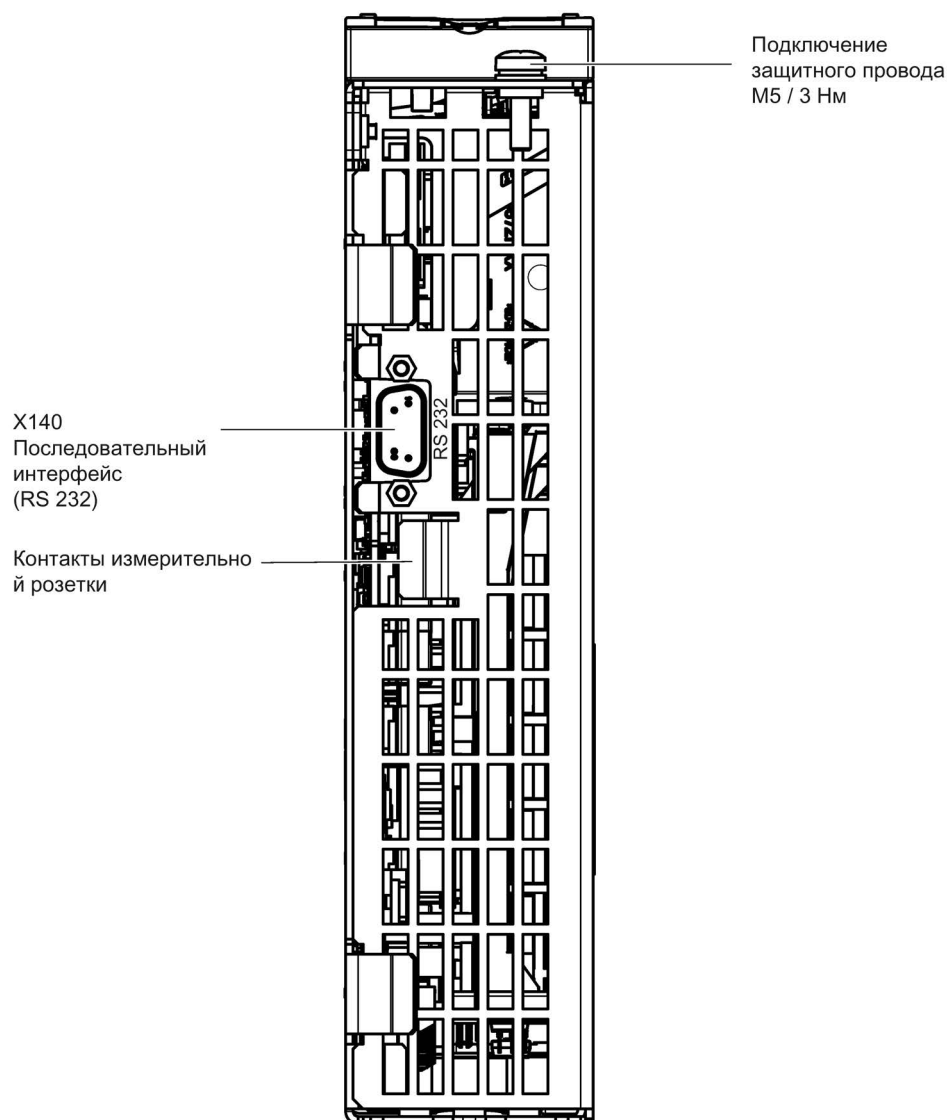 Подключение
защитного провода
M5 / 3 Нм
X140
Последовательный
интерфейс
(RS 232)
RS 232
Контакты измерительно
й розетки